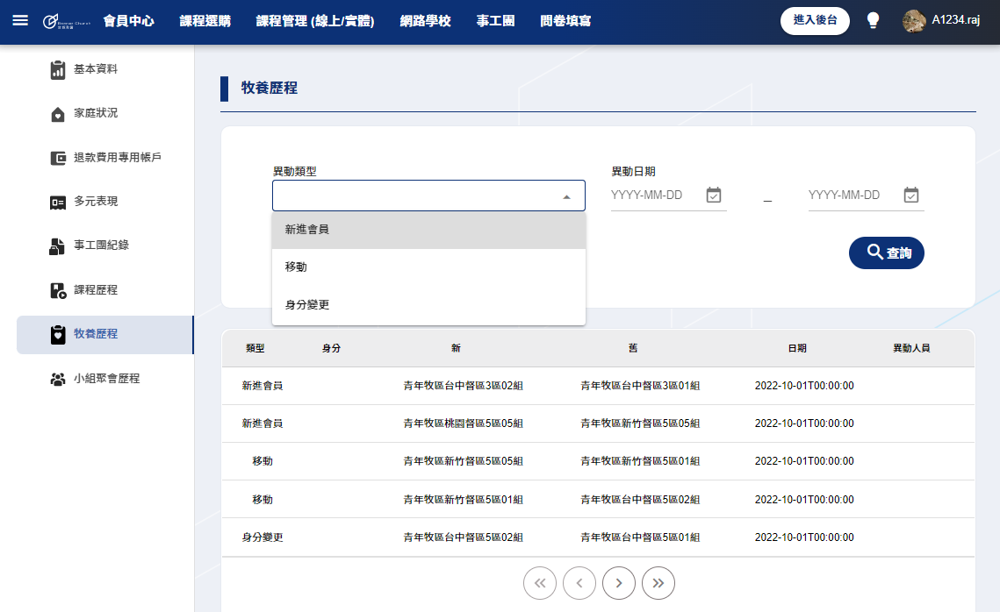 會員中心 課程選購 課程管理 (線上/實體) 網路學校 事工團 問卷填寫 進入後台 A1234.raj
基本資料
家庭狀況
退款費用專用帳戶
多元表現
事工團紀錄
課程歷程
牧養歷程
小組聚會歷程
牧養歷程
異動類型 異動日期
YYYY-MM-DD _ YYYY-MM-DD
新進會員
移動
身分變更
查詢
類型 身分 新 舊 日期 異動人員
新進會員 青年牧區台中督區3區02組 青年牧區台中督區3區01組 2022-10-01T00:00:00
新進會員 青年牧區桃園督區5區05組 青年牧區新竹督區5區05組 2022-10-01T00:00:00
移動 青年牧區新竹督區5區05組 青年牧區新竹督區5區01組 2022-10-01T00:00:00
移動 青年牧區新竹督區5區01組 青年牧區台中督區5區02組 2022-10-01T00:00:00
身分變更 青年牧區台中督區5區02組 青年牧區台中督區5區01組 2022-10-01T00:00:00